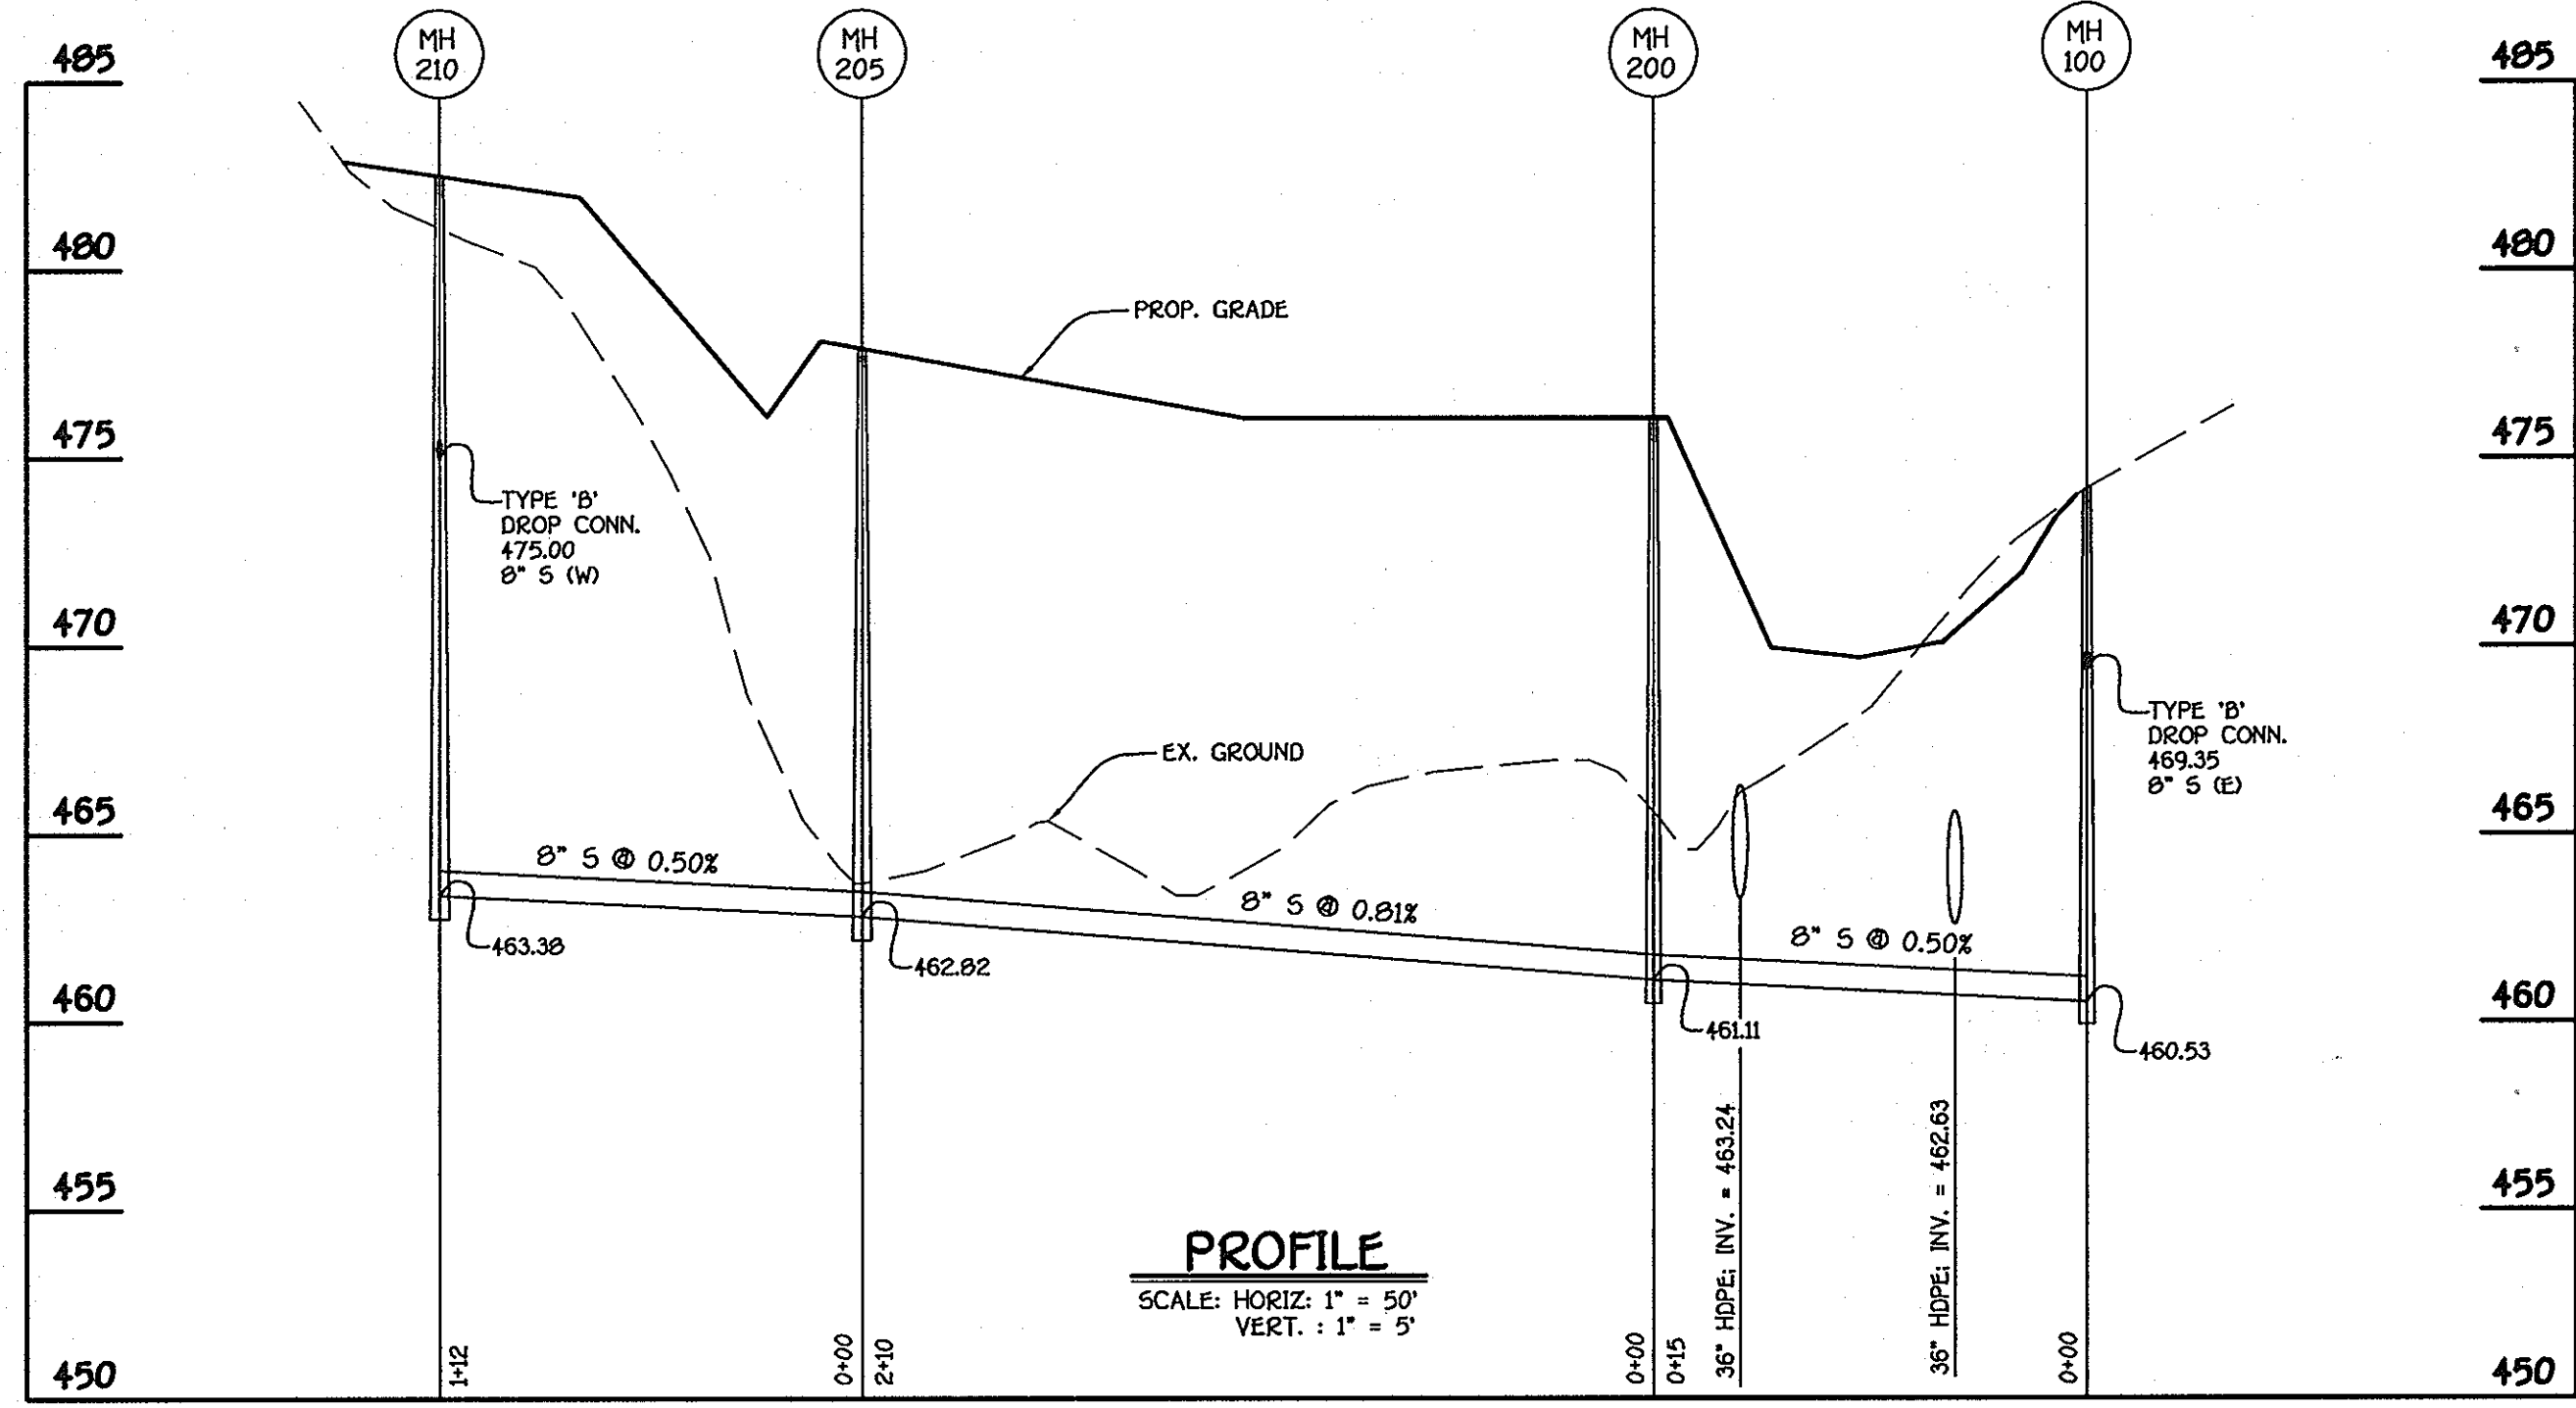 MH
210
MH
205
MH
200
MH
100
485
485
480
480
PROP. GRADE
475
475
TYPE 'B'
DROP CONN.
475.00
8" S (W)
470
470
TYPE 'B'
DROP CONN.
469.35
8" S (E)
EX. GROUND
465
465
8" S @ 0.50%
8" S @ 0.81%
8" S @ 0.50%
463.38
462.82
461.11
460.53
460
460
455
455
36" HDPE; INV. = 463.24
36" HDPE; INV. = 462.63
PROFILE
SCALE: HORIZ: 1" = 50'
VERT. : 1" = 5'
1+12
0+00
2+10
0+00
0+15
0+00
450
450